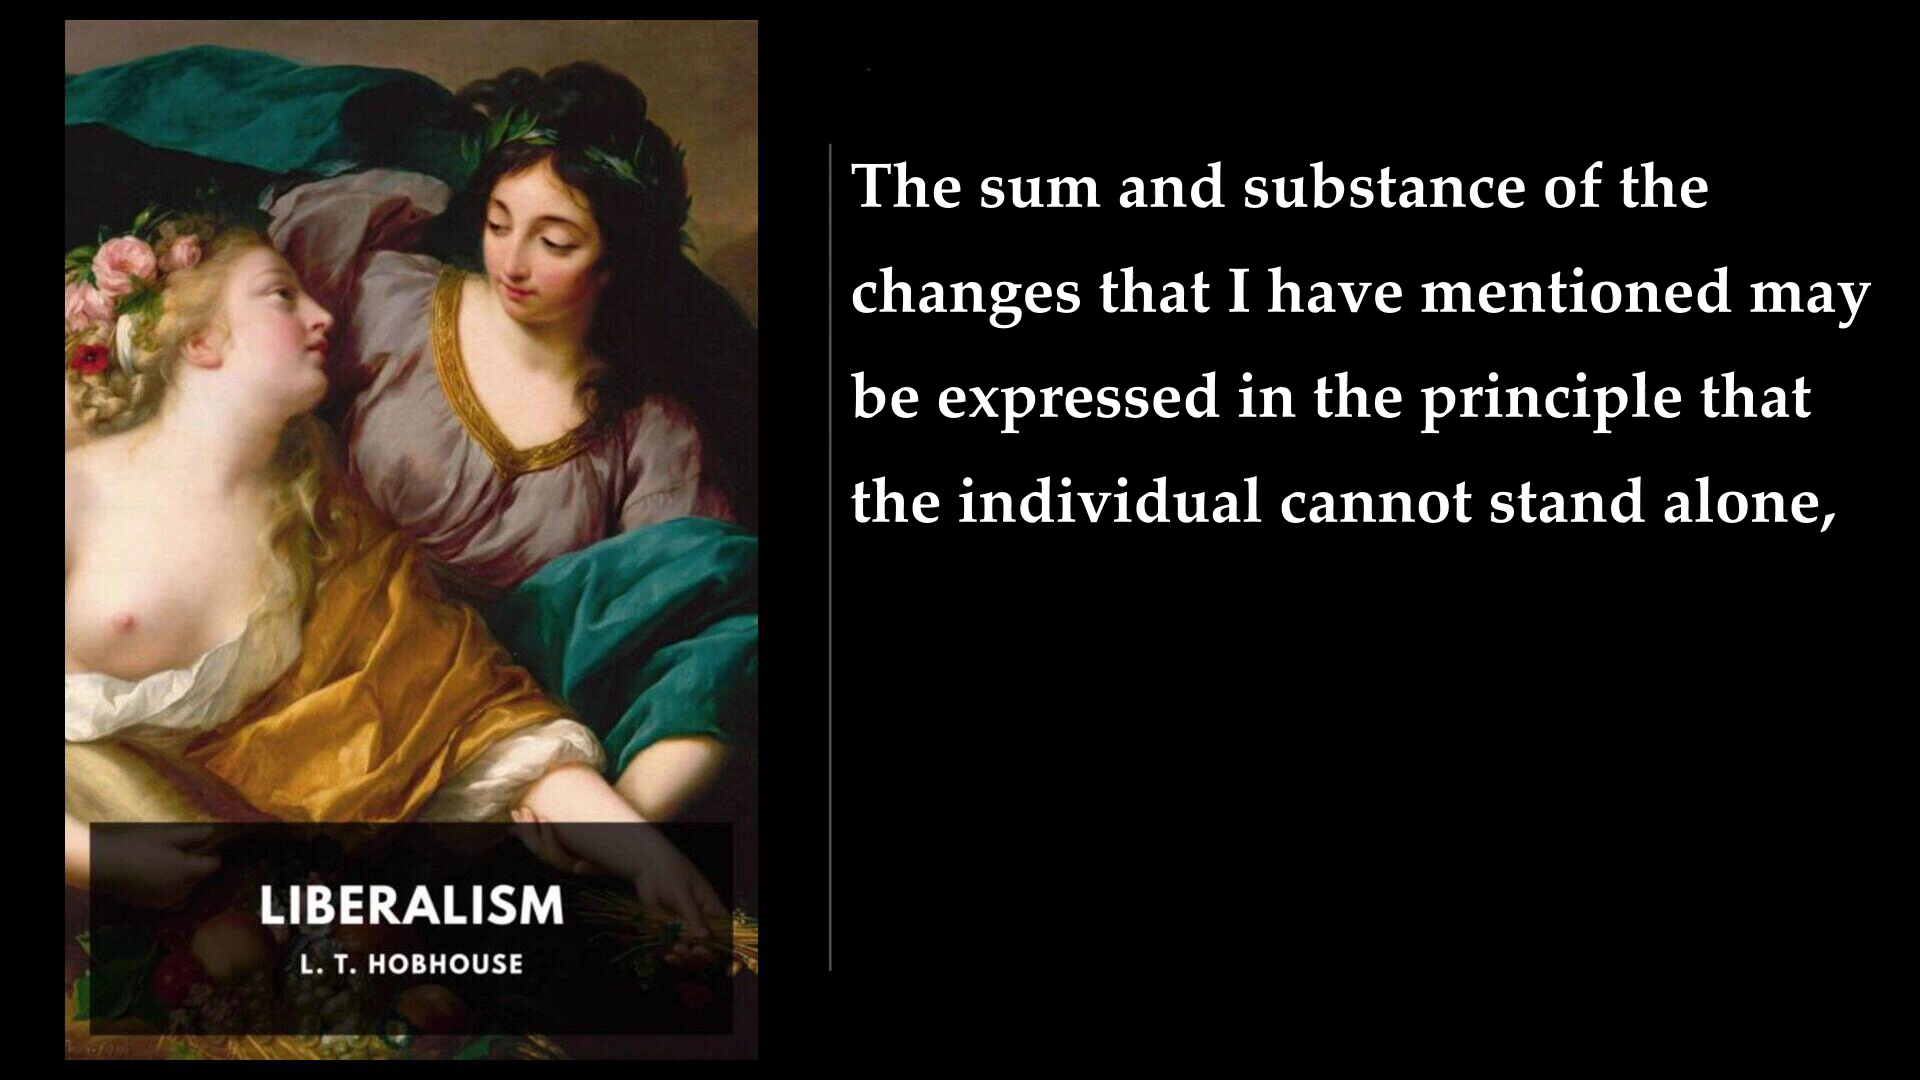 The sum and substance of the
changes that I have mentioned may
be expressed in the principle that
the individual cannot stand alone,
LIBERALISM
L. T. HOBHOUSE